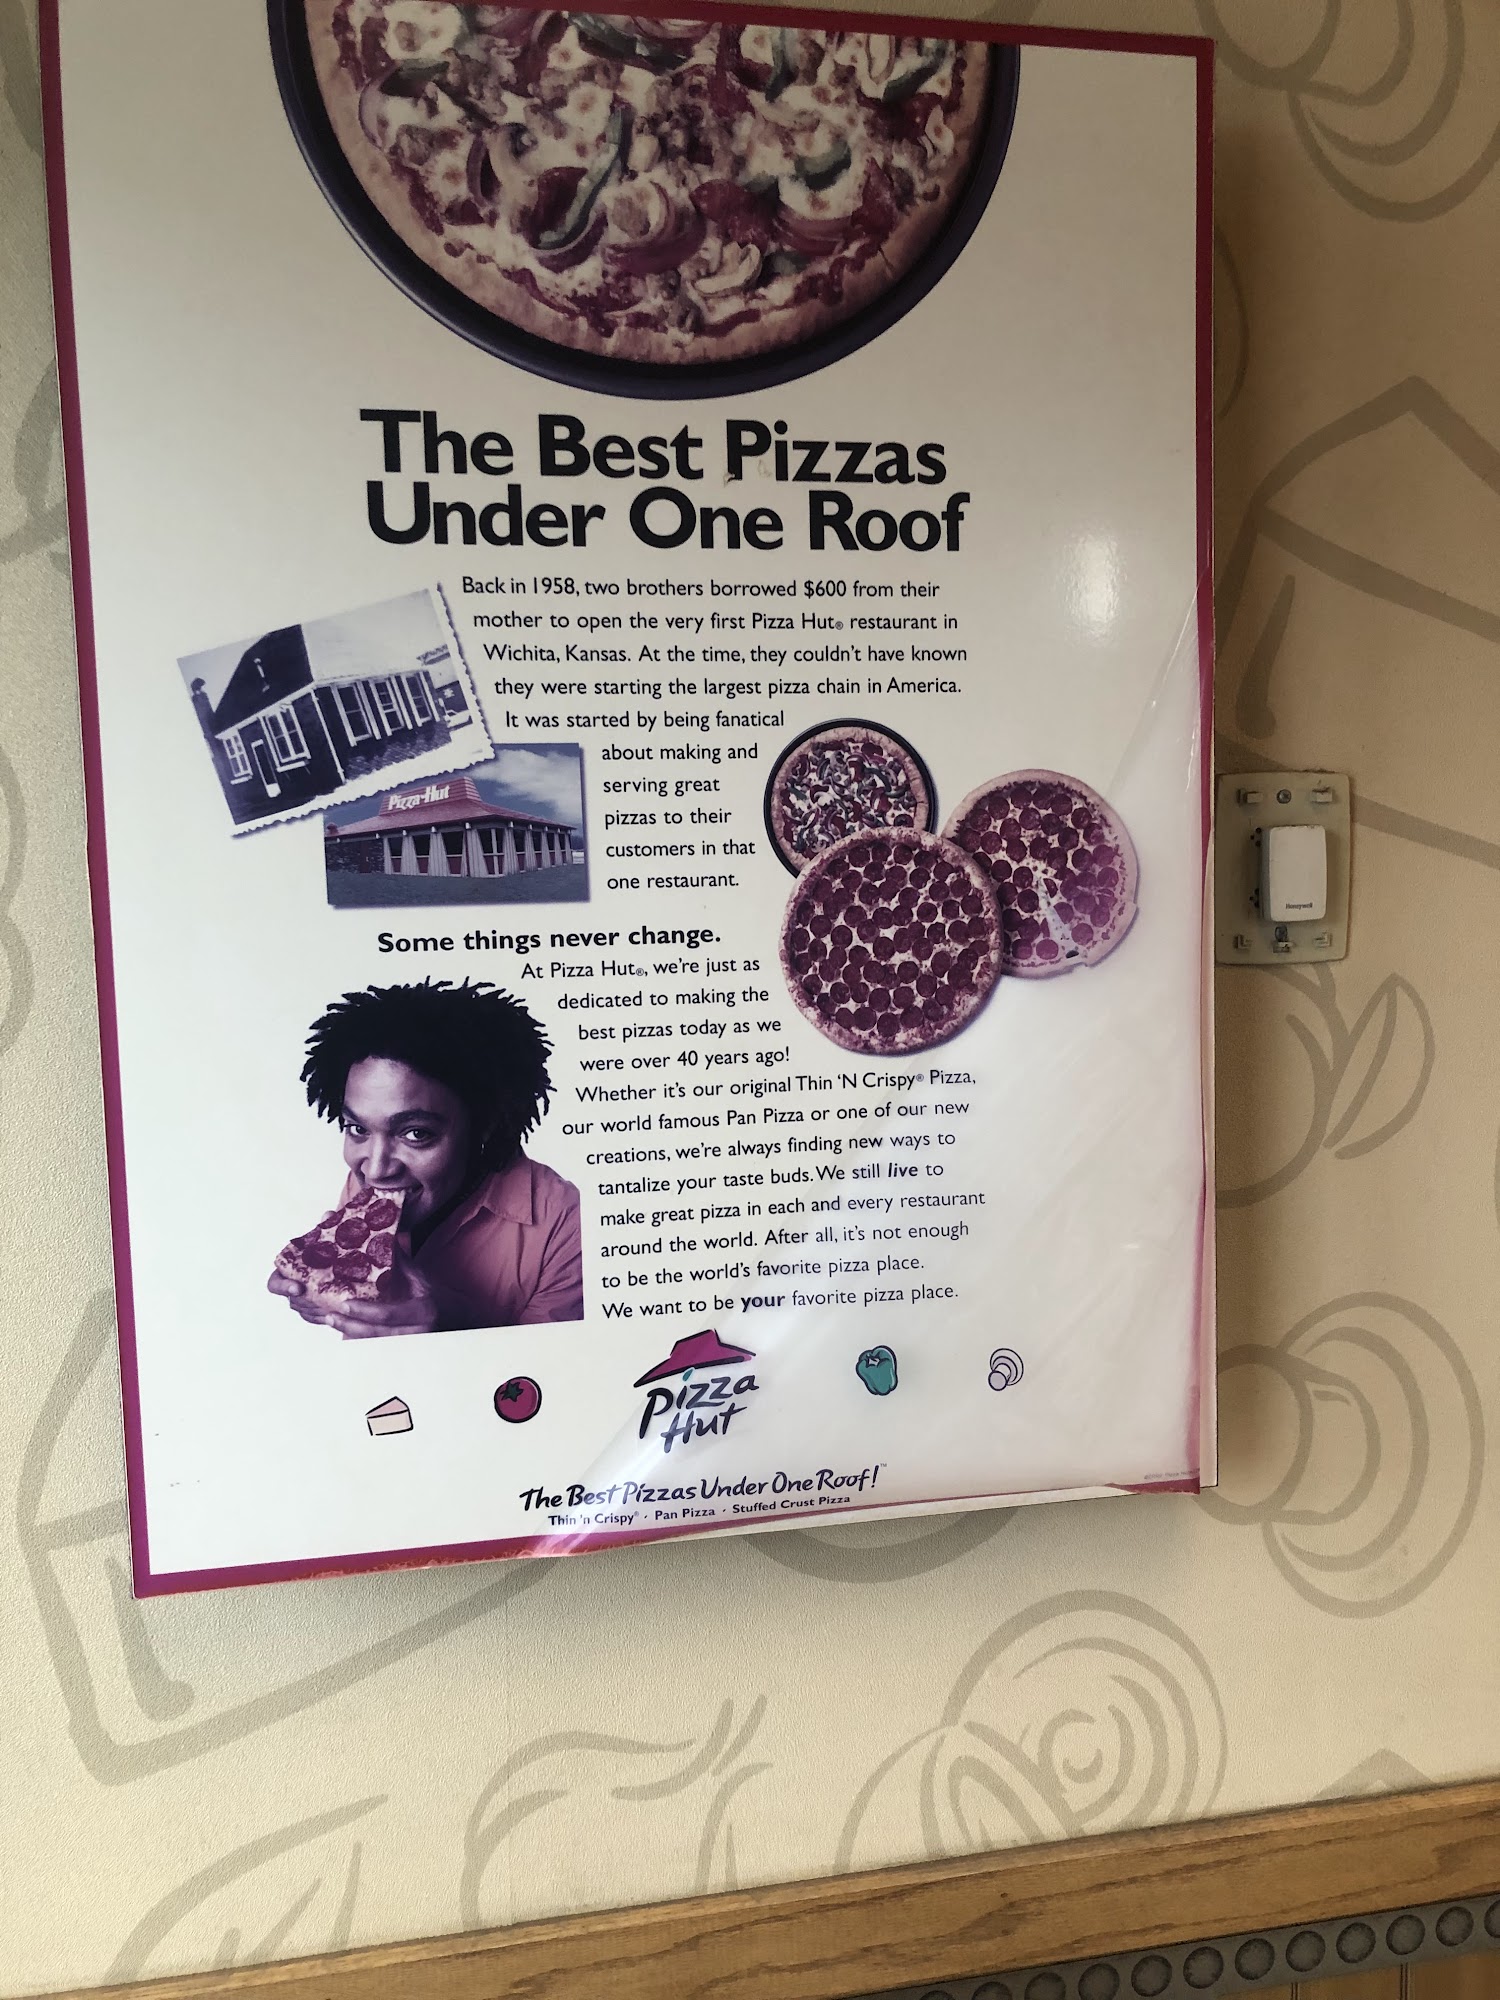 The Best Pizzas
Under One Roof
Back in 1958, two brothers borrowed $600 from their
mother to open the very first Pizza Hut® restaurant in
Wichita, Kansas. At the time, they couldn't have known
they were starting the largest pizza chain in America.
It was started by being fanatical
about making and
serving great
pizzas to their
customers in that
one restaurant.
Pizza Hut
Some things never change.
At Pizza Hut®, we're just as
dedicated to making the
best pizzas today as we
were over 40 years ago!
Whether it's our original Thin 'N Crispy® Pizza,
our world famous Pan Pizza or one of our new
creations, we're always finding new ways to
tantalize your taste buds. We still live to
make great pizza in each and every restaurant
around the world. After all, it's not enough
to be the world's favorite pizza place.
We want to be your favorite pizza place.
Pizza
Hut
The Best Pizzas Under One Roof!™
Thin 'n Crispy® · Pan Pizza · Stuffed Crust Pizza
Honeywell